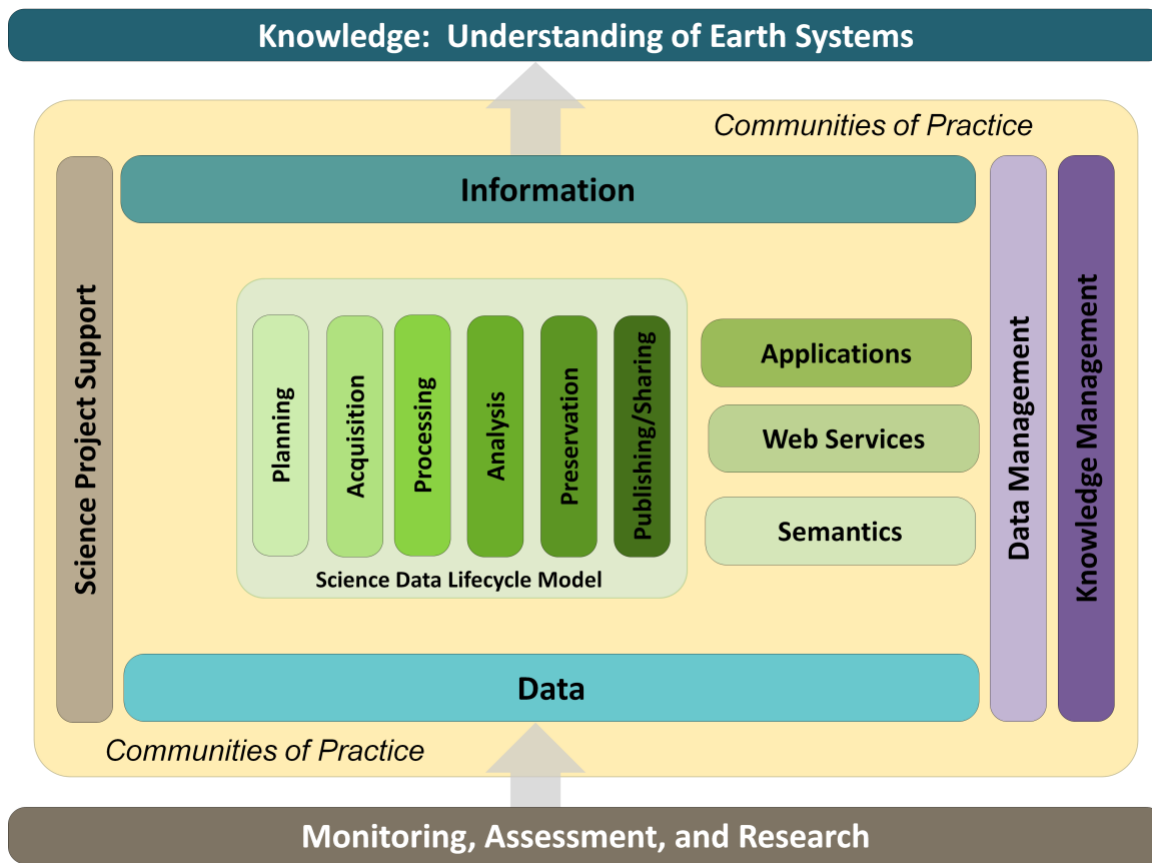 Knowledge: Understanding of Earth Systems
Communities of Practice
Information
Science Project Support
Planning
Acquisition
Processing
Analysis
Preservation
Publishing/Sharing
Science Data Lifecycle Model
Applications
Web Services
Semantics
Data Management
Knowledge Management
Data
Communities of Practice
Monitoring, Assessment, and Research